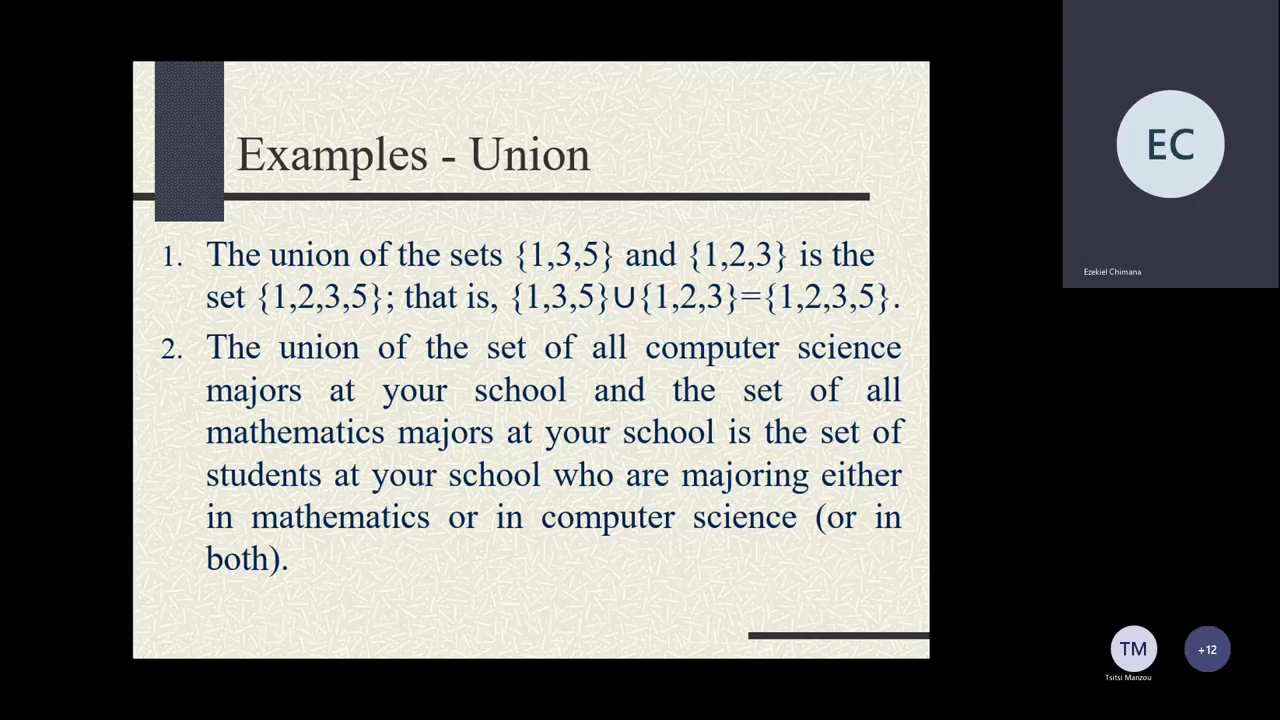 Examples - Union
1. The union of the sets {1,3,5} and {1,2,3} is the
set {1,2,3,5}; that is, {1,3,5}∪{1,2,3}={1,2,3,5}.
2. The union of the set of all computer science
majors at your school and the set of all
mathematics majors at your school is the set of
students at your school who are majoring either
in mathematics or in computer science (or in
both).
EC
Ezekiel Chimana
TM
+12
Tsitsi Manzou